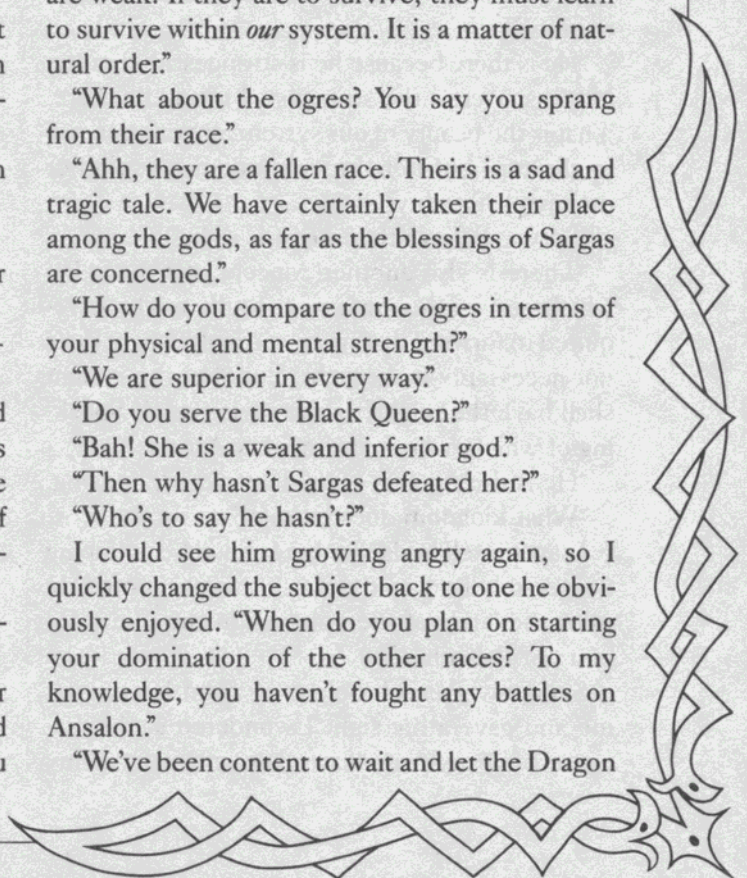 are weak. If they are to survive, they must learn
to survive within our system. It is a matter of nat-
ural order.”
“What about the ogres? You say you sprang
from their race.”
“Ahh, they are a fallen race. Theirs is a sad and
tragic tale. We have certainly taken their place
among the gods, as far as the blessings of Sargas
are concerned.”
“How do you compare to the ogres in terms of
your physical and mental strength?”
“We are superior in every way.”
“Do you serve the Black Queen?”
“Bah! She is a weak and inferior god.”
“Then why hasn’t Sargas defeated her?”
“Who’s to say he hasn’t?”
I could see him growing angry again, so I
quickly changed the subject back to one he obvi-
ously enjoyed. “When do you plan on starting
your domination of the other races? To my
knowledge, you haven’t fought any battles on
Ansalon.”
“We’ve been content to wait and let the Dragon